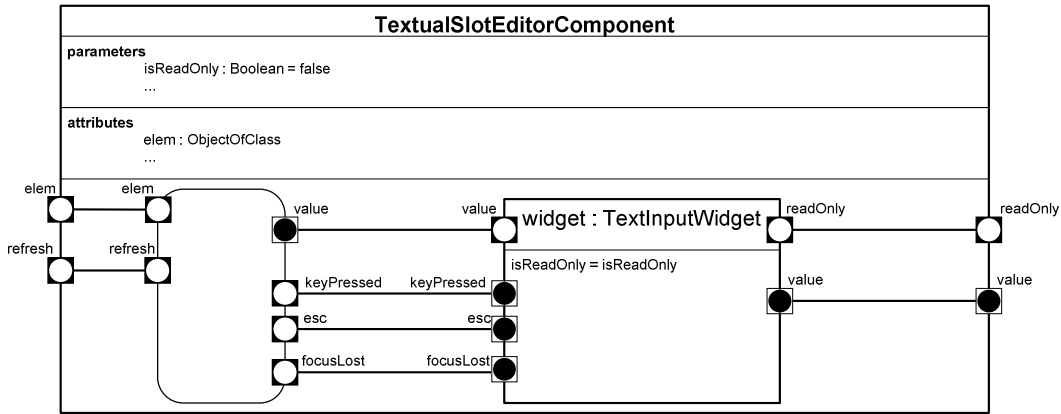 TextualSlotEditorComponent
parameters
isReadOnly : Boolean = false
...
attributes
elem : ObjectOfClass
...
elem elem
value value readOnly readOnly
widget : TextInputWidget
refresh refresh
isReadOnly = isReadOnly
keyPressed keyPressed value value
esc esc
focusLost focusLost